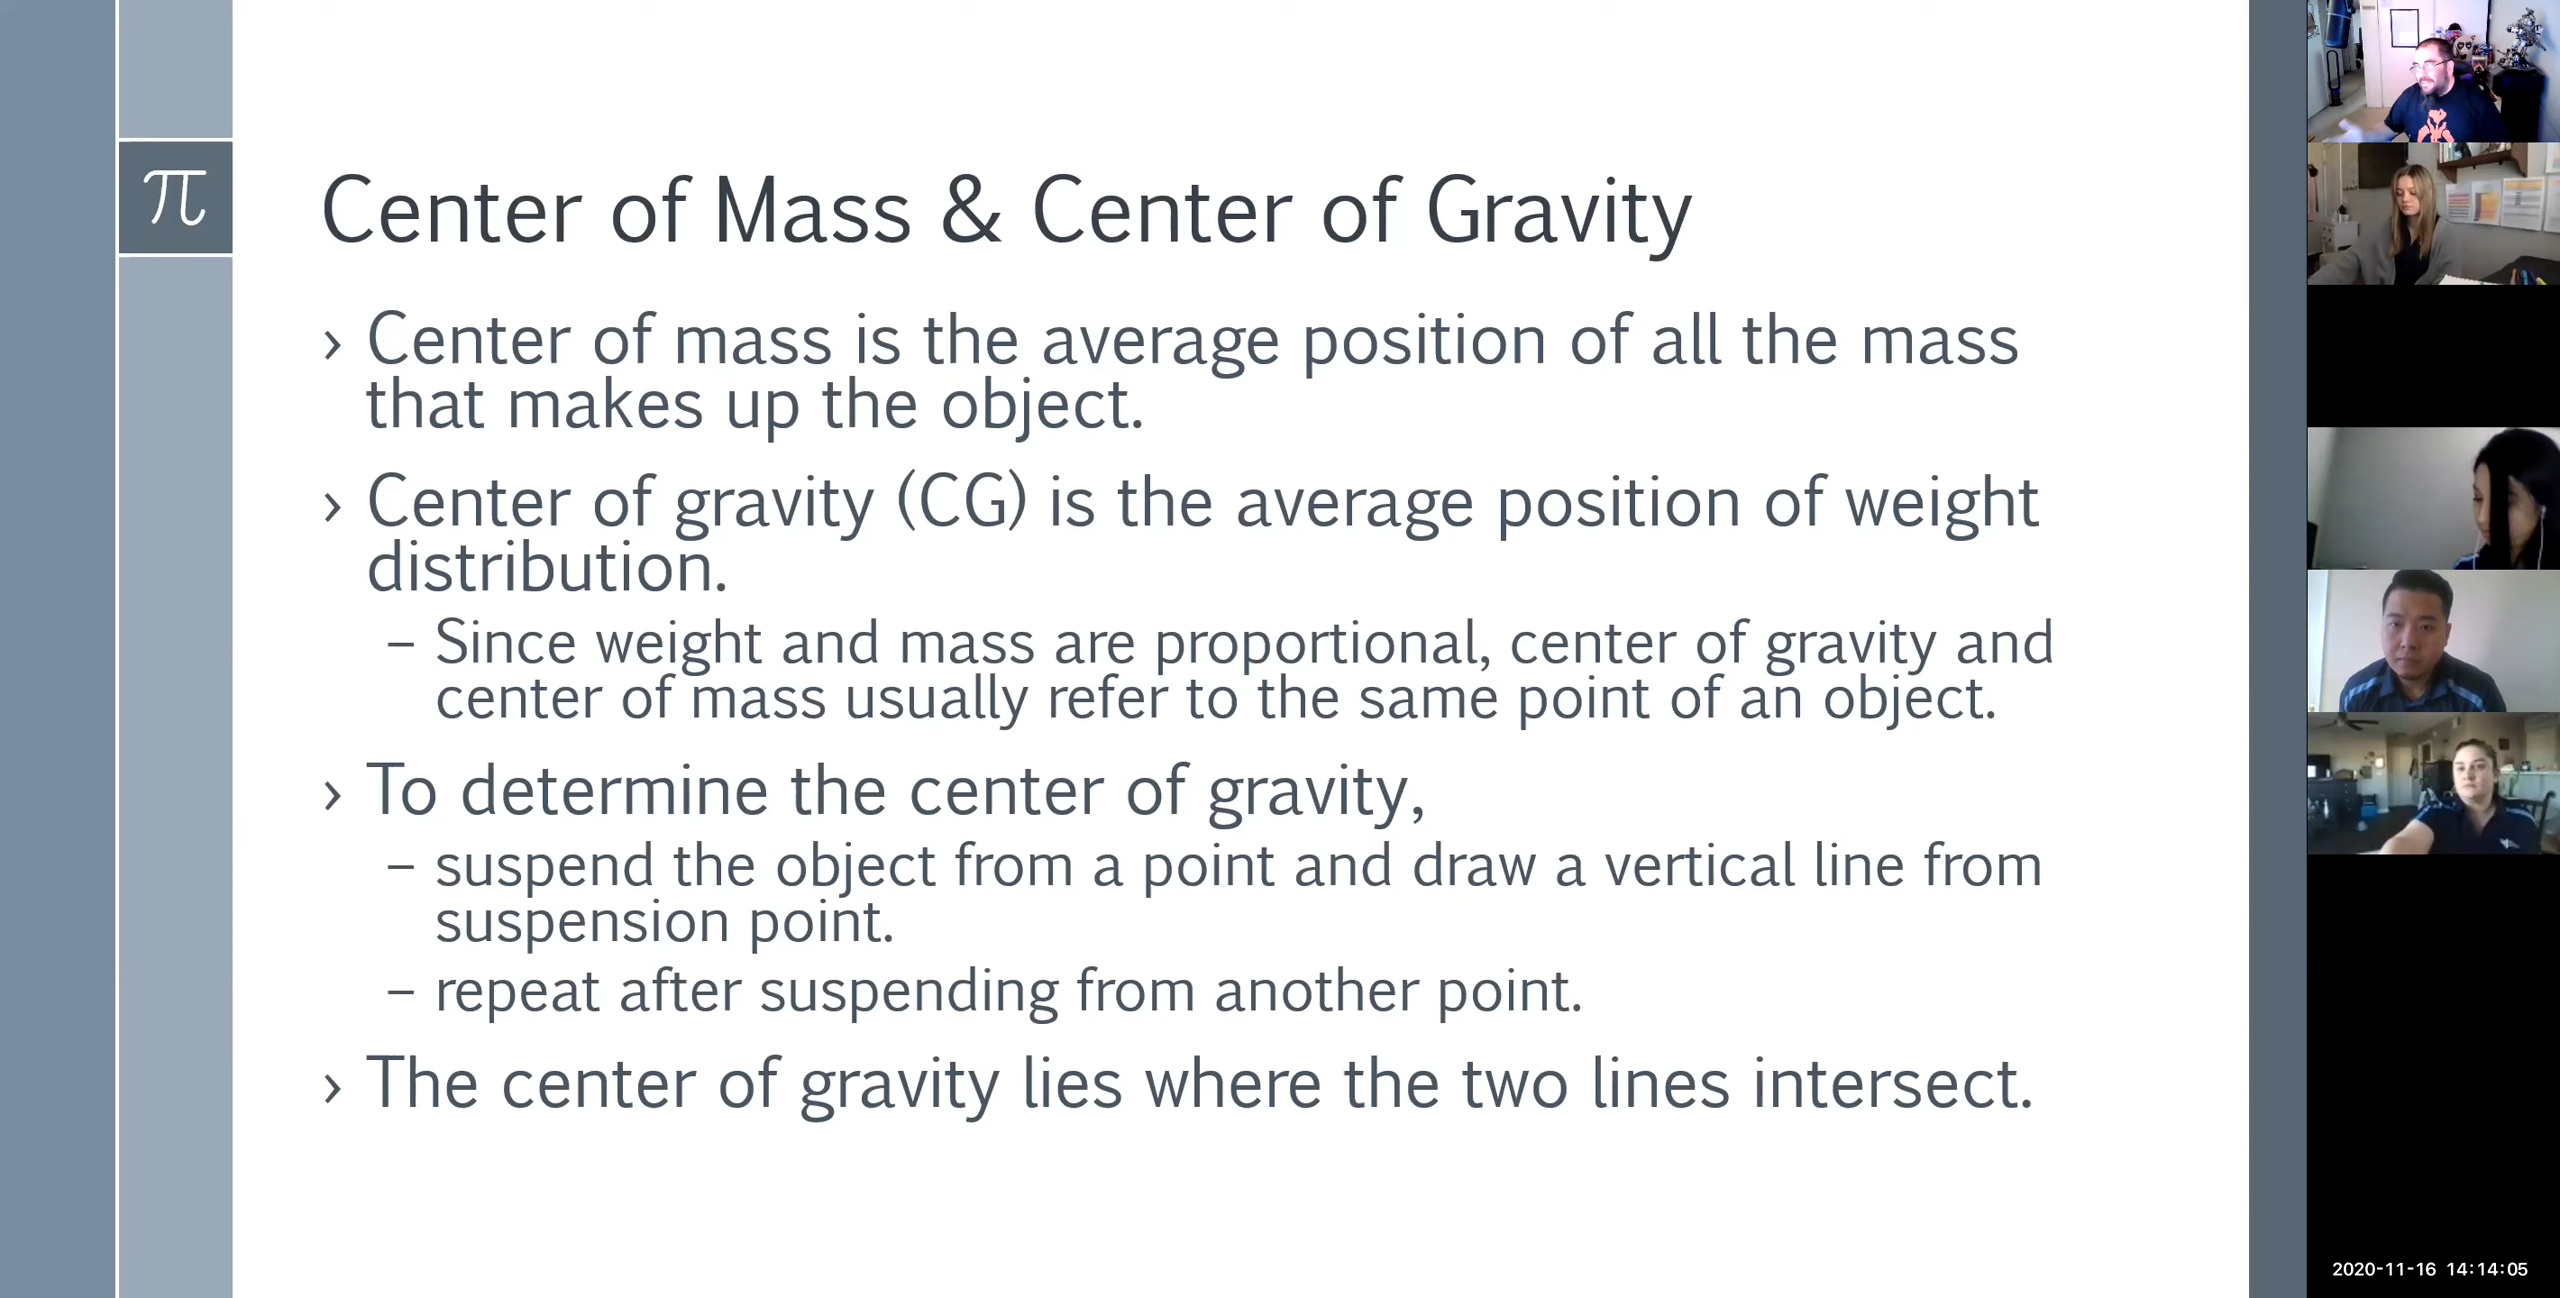 π
Center of Mass & Center of Gravity
› Center of mass is the average position of all the mass
that makes up the object.
› Center of gravity (CG) is the average position of weight
distribution.
– Since weight and mass are proportional, center of gravity and
center of mass usually refer to the same point of an object.
› To determine the center of gravity,
– suspend the object from a point and draw a vertical line from
suspension point.
– repeat after suspending from another point.
› The center of gravity lies where the two lines intersect.
2020-11-16 14:14:05